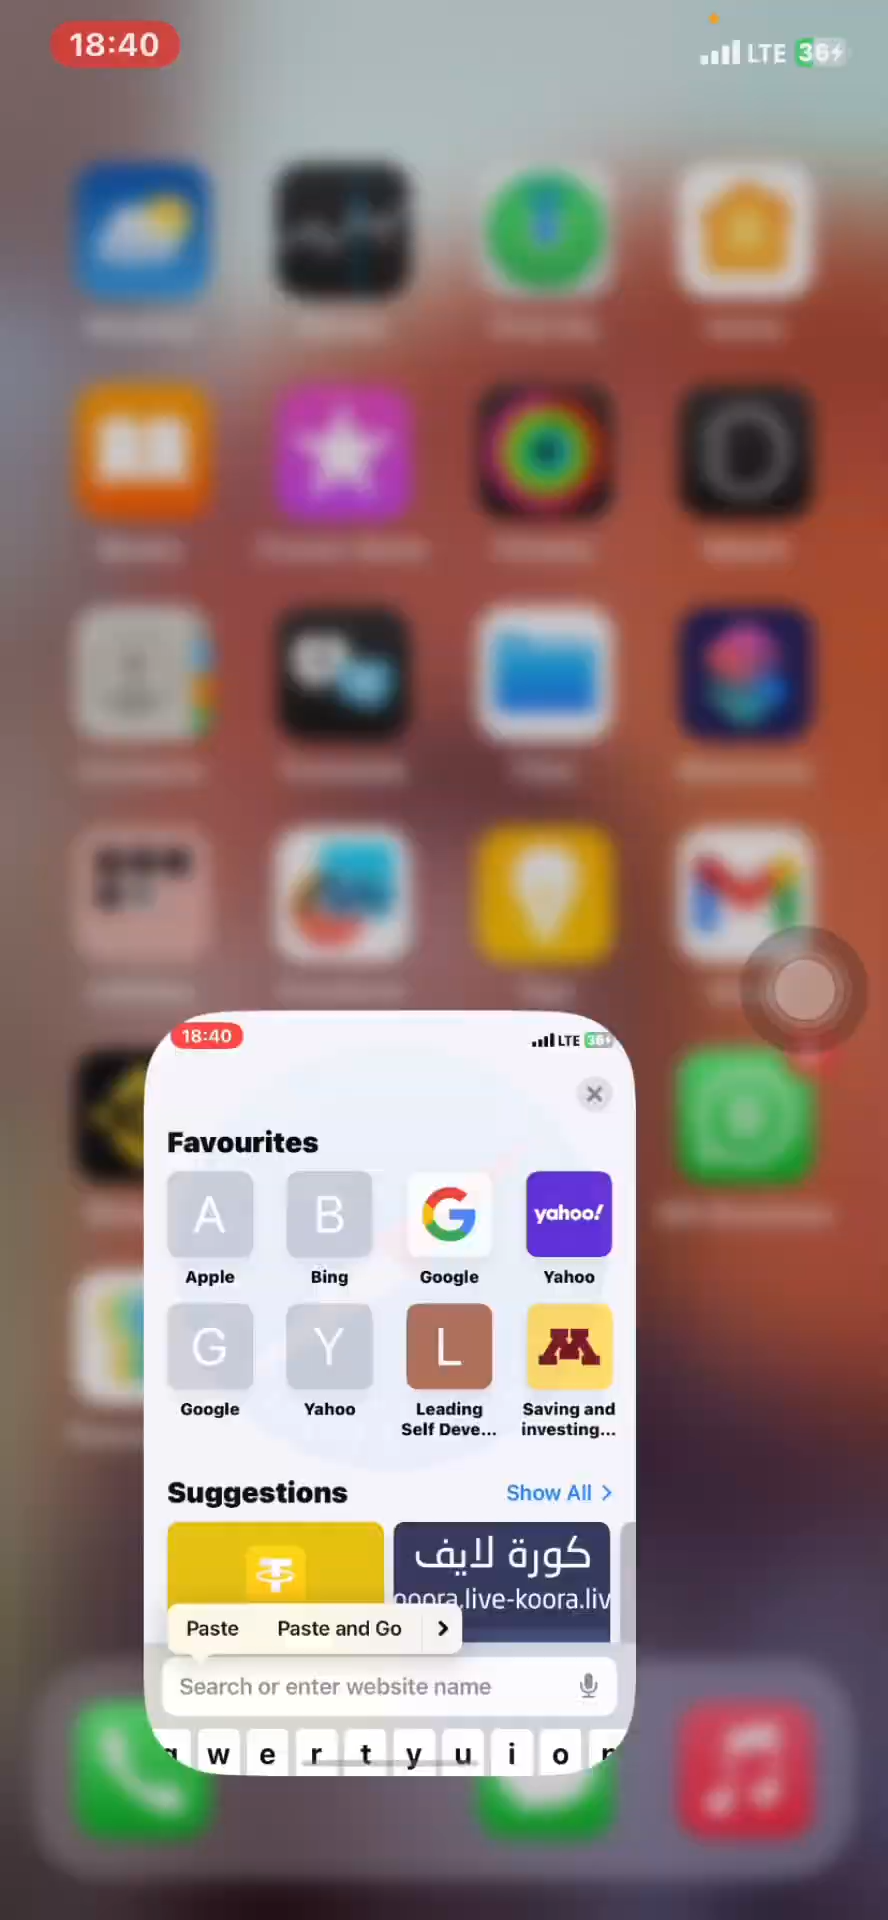 18:40
LTE 36
18:40
LTE 36
Favourites
A
B
G
yahoo!
Apple
Bing
Google
Yahoo
G
Y
L
M
Google
Yahoo
Leading
Self Deve...
Saving and
investing...
Suggestions
Show All >
كورة لايف
koora.live-koora.liv
Paste
Paste and Go
Search or enter website name
q w e r t y u i o p